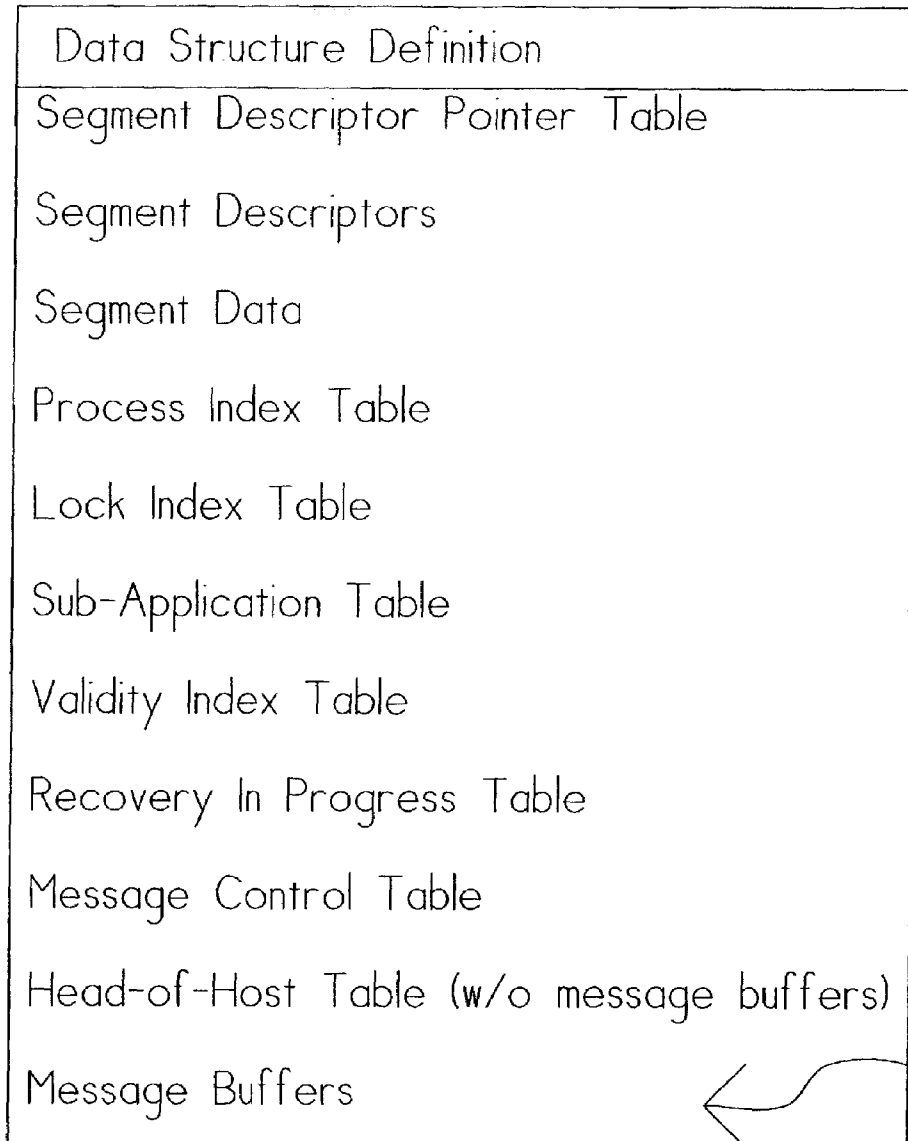 Data Structure Definition
Segment Descriptor Pointer Table
Segment Descriptors
Segment Data
Process Index Table
Lock Index Table
Sub-Application Table
Validity Index Table
Recovery In Progress Table
Message Control Table
Head-of-Host Table (w/o message buffers)
Message Buffers